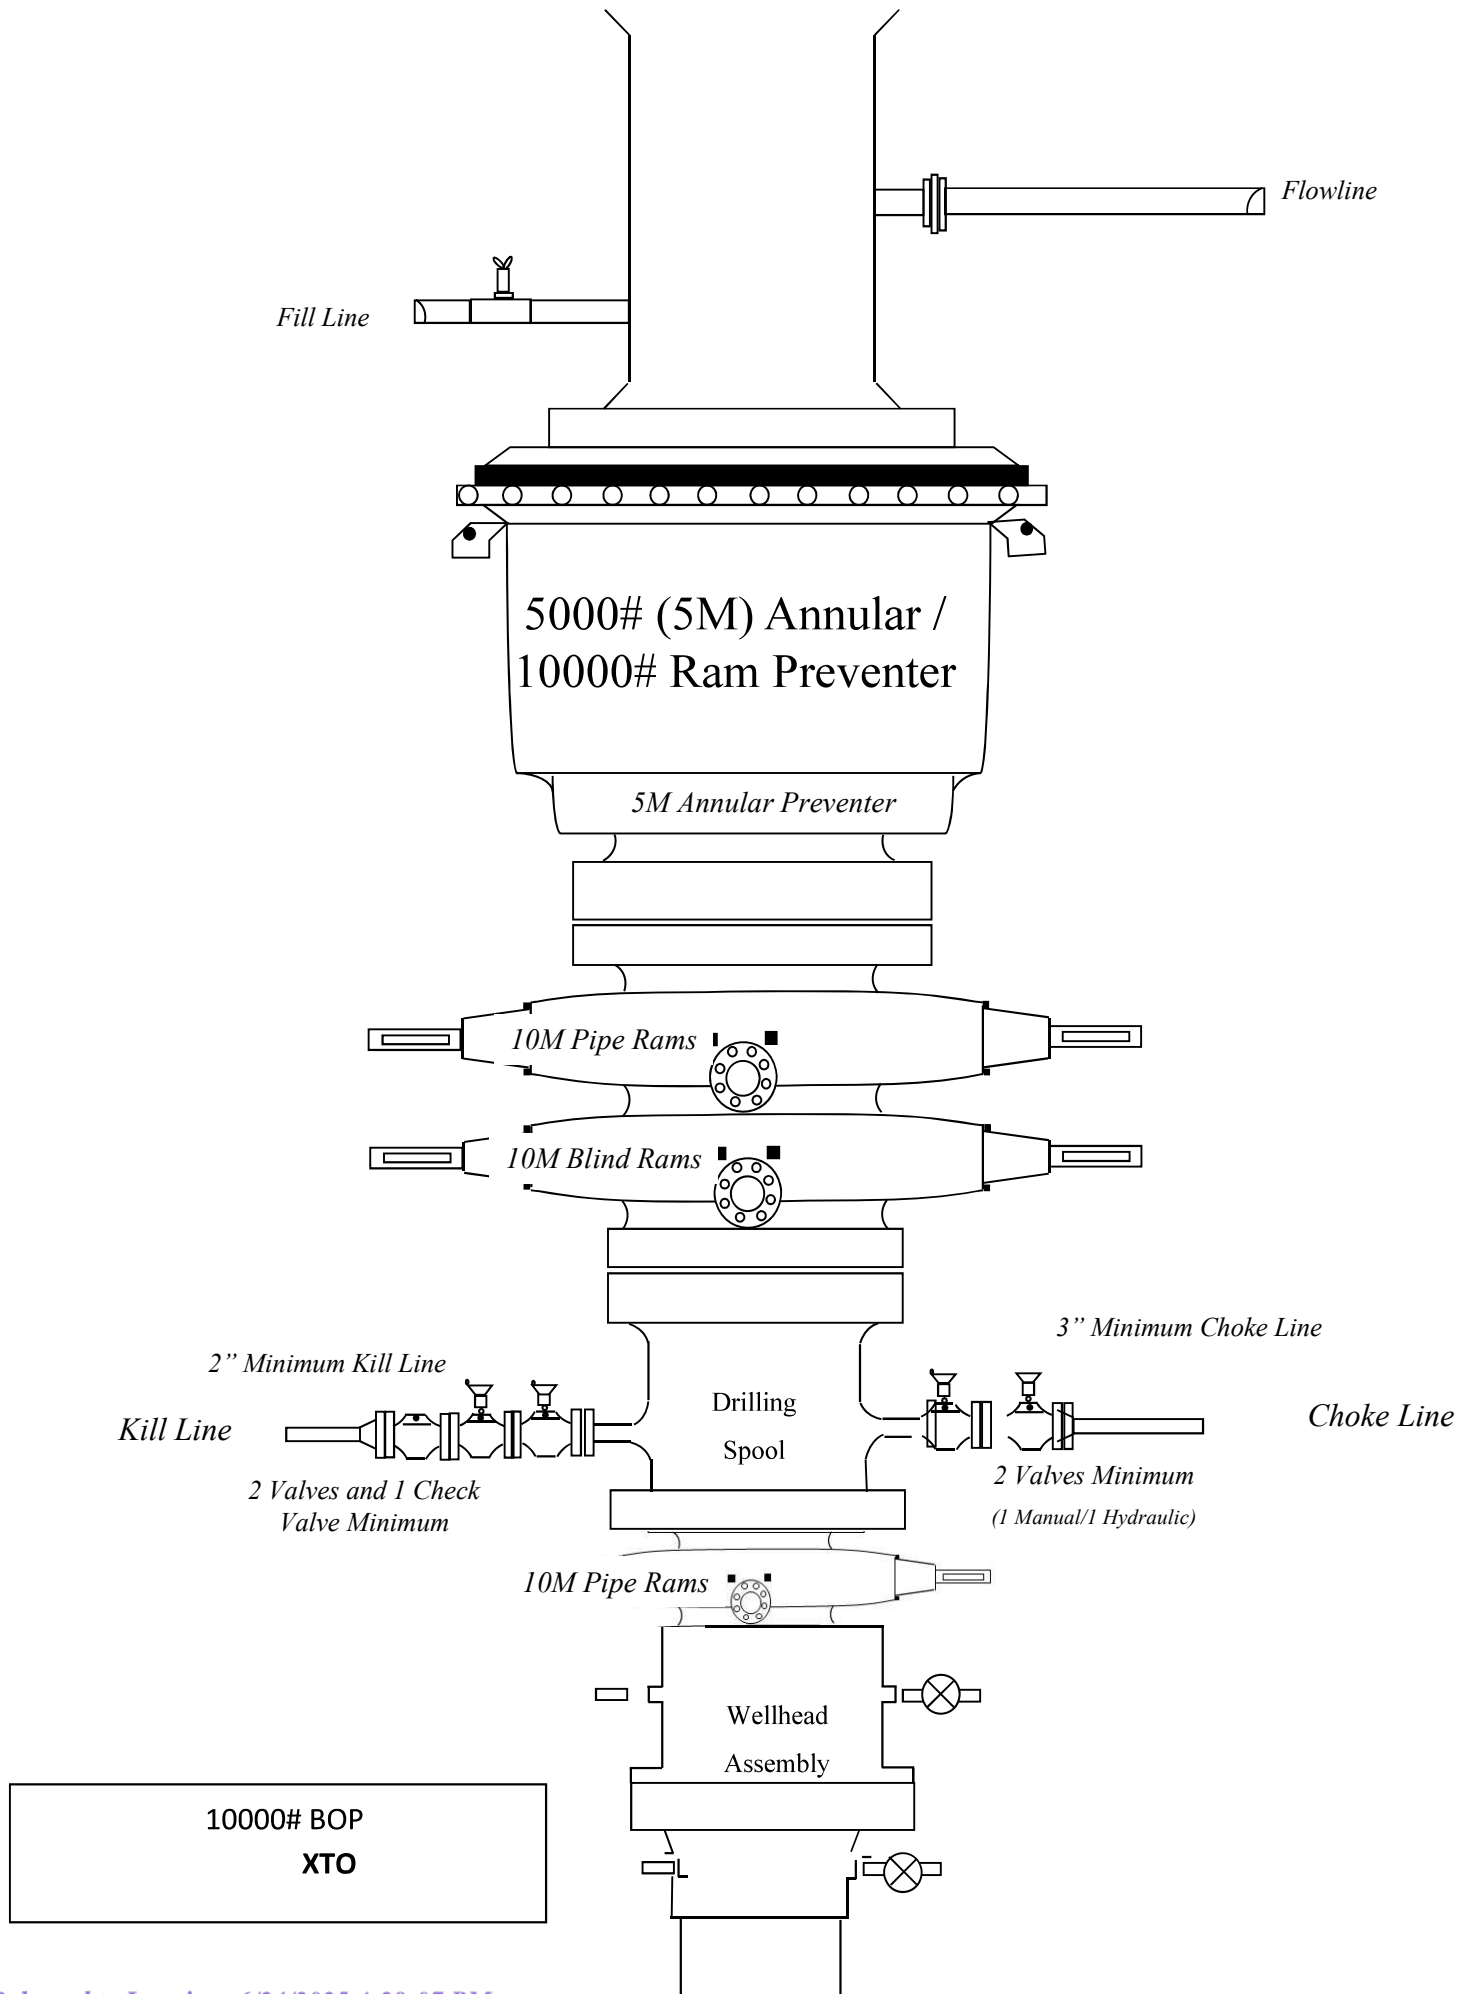 Flowline
Fill Line
5000# (5M) Annular /
10000# Ram Preventer
5M Annular Preventer
10M Pipe Rams
10M Blind Rams
3” Minimum Choke Line
2” Minimum Kill Line
Drilling
Spool
Kill Line
Choke Line
2 Valves and 1 Check
Valve Minimum
2 Valves Minimum
(1 Manual/1 Hydraulic)
10M Pipe Rams
Wellhead
Assembly
10000# BOP
XTO